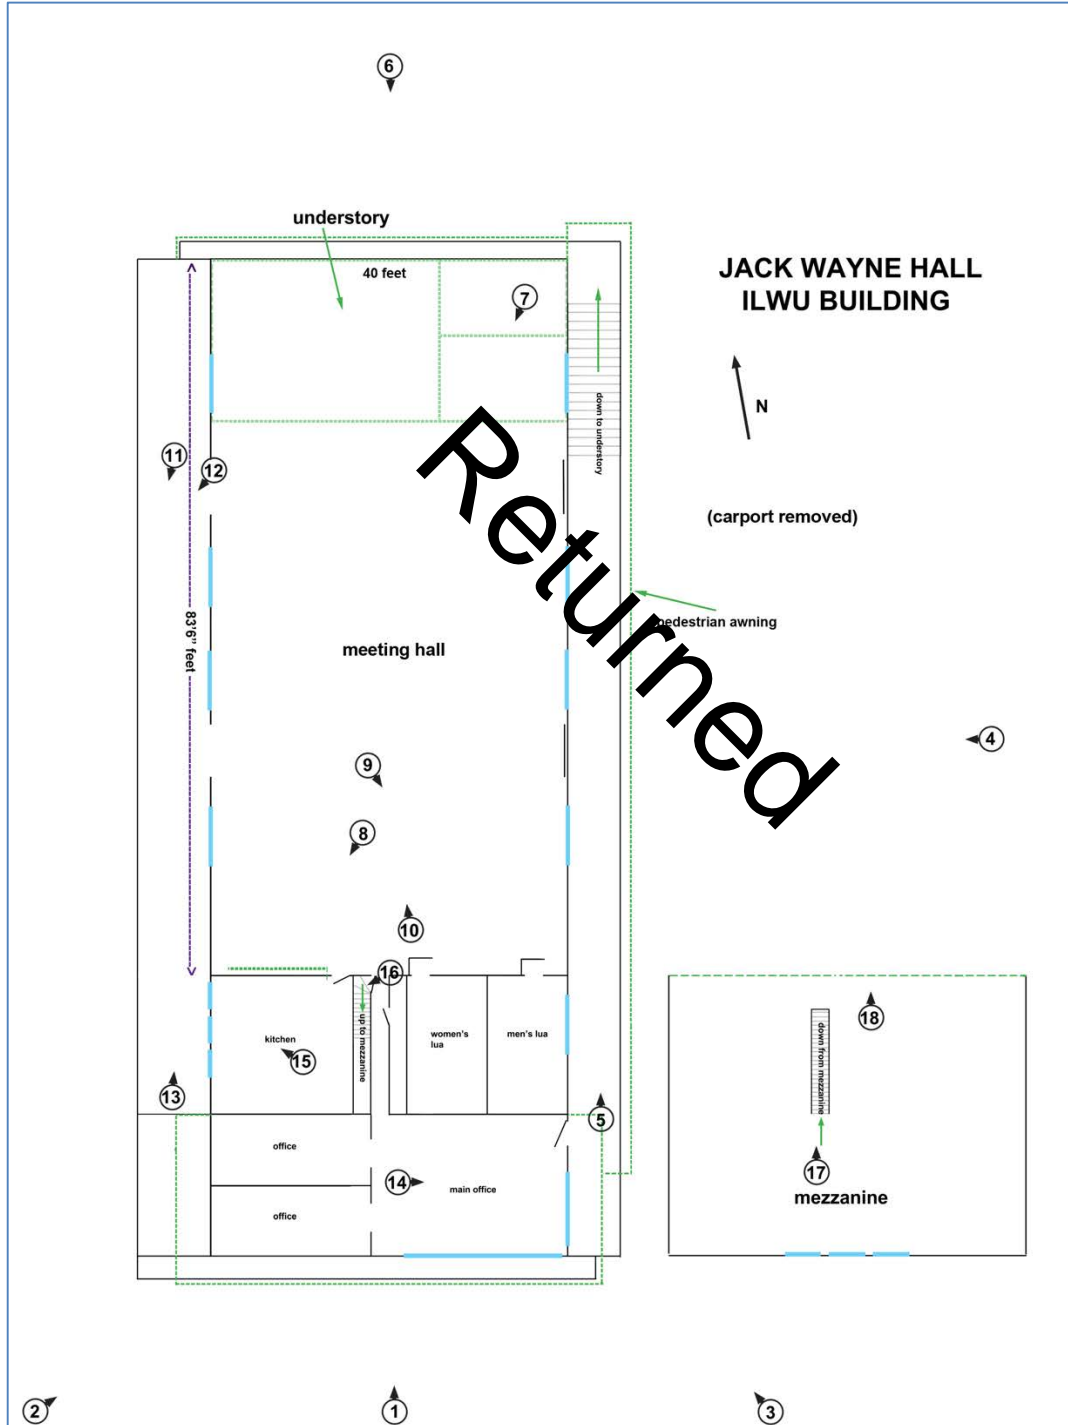 6
understory
40 feet
7
JACK WAYNE HALL
ILWU BUILDING
N
down to understory
11
12
(carport removed)
Returned
pedestrian awning
83'6" feet
meeting hall
4
9
8
10
16
up to mezzanine
kitchen
15
women's
lua
men's lua
18
down from mezzanine
13
5
office
14
main office
17
mezzanine
office
2
1
3